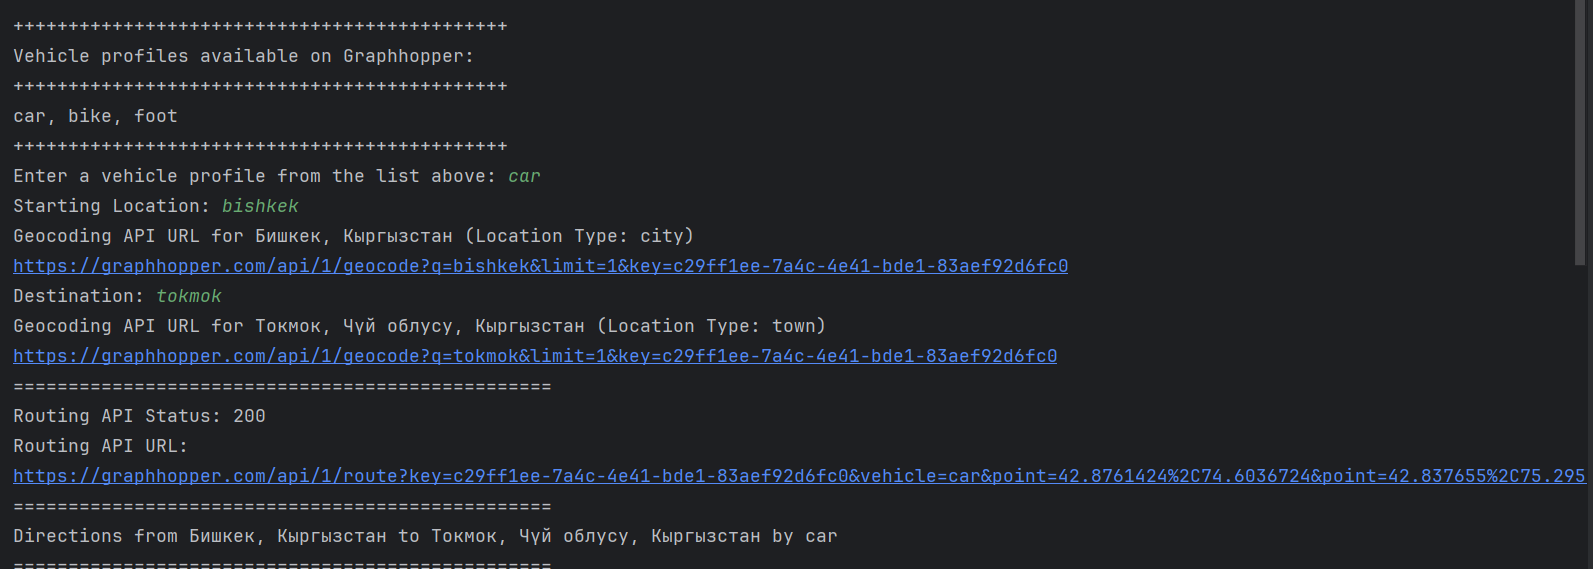 +++++++++++++++++++++++++++++++++++++++++++++
Vehicle profiles available on Graphhopper:
+++++++++++++++++++++++++++++++++++++++++++++
car, bike, foot
+++++++++++++++++++++++++++++++++++++++++++++
Enter a vehicle profile from the list above: car
Starting Location: bishkek
Geocoding API URL for Бишкек, Кыргызстан (Location Type: city)
https://graphhopper.com/api/1/geocode?q=bishkek&limit=1&key=c29ff1ee-7a4c-4e41-bde1-83aef92d6fc0
Destination: tokmok
Geocoding API URL for Токмок, Чүй облусу, Кыргызстан (Location Type: town)
https://graphhopper.com/api/1/geocode?q=tokmok&limit=1&key=c29ff1ee-7a4c-4e41-bde1-83aef92d6fc0
=================================================
Routing API Status: 200
Routing API URL:
https://graphhopper.com/api/1/route?key=c29ff1ee-7a4c-4e41-bde1-83aef92d6fc0&vehicle=car&point=42.8761424%2C74.6036724&point=42.837655%2C75.295
=================================================
Directions from Бишкек, Кыргызстан to Токмок, Чүй облусу, Кыргызстан by car
=================================================